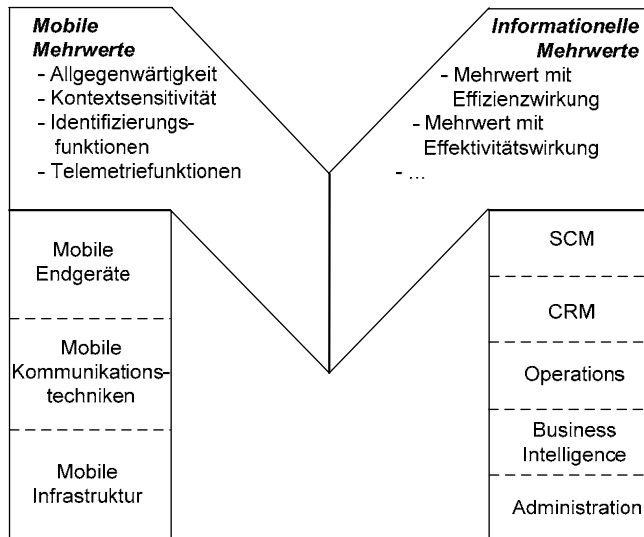 Mobile
Mehrwerte
- Allgegenwärtigkeit
- Kontextsensitivität
- Identifizierungs-
funktionen
- Telemetriefunktionen
Informationelle
Mehrwerte
- Mehrwert mit
Effizienzwirkung
- Mehrwert mit
Effektivitätswirkung
- ...
Mobile
Endgeräte
Mobile
Kommunikations-
techniken
Mobile
Infrastruktur
SCM
CRM
Operations
Business
Intelligence
Administration